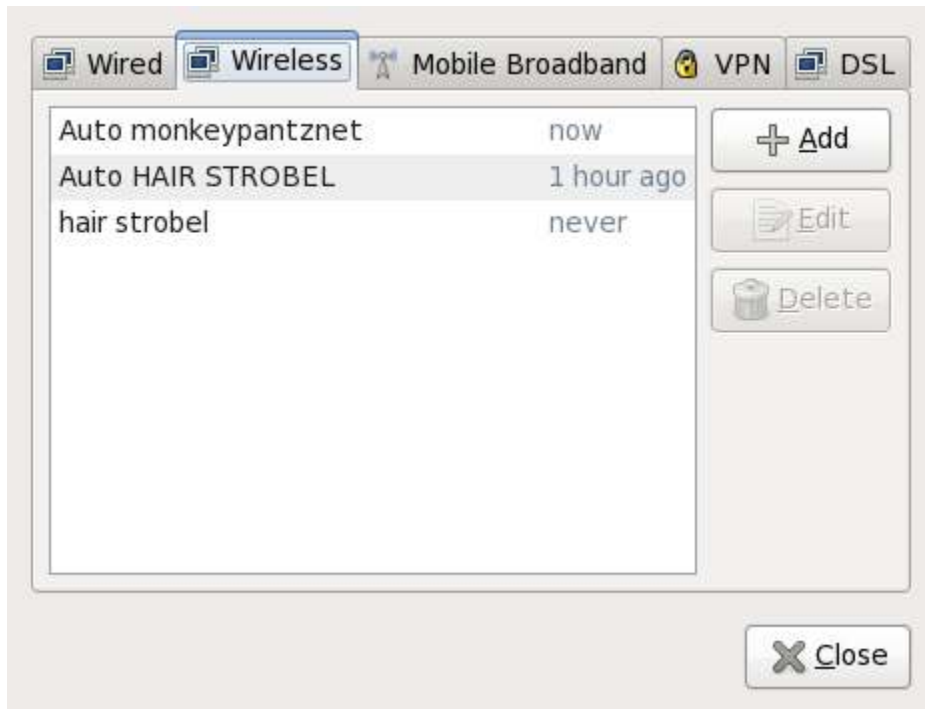 Wired Wireless Mobile Broadband VPN DSL
Auto monkeypantznet now
Auto HAIR STROBEL 1 hour ago
hair strobel never
Add
Edit
Delete
Close